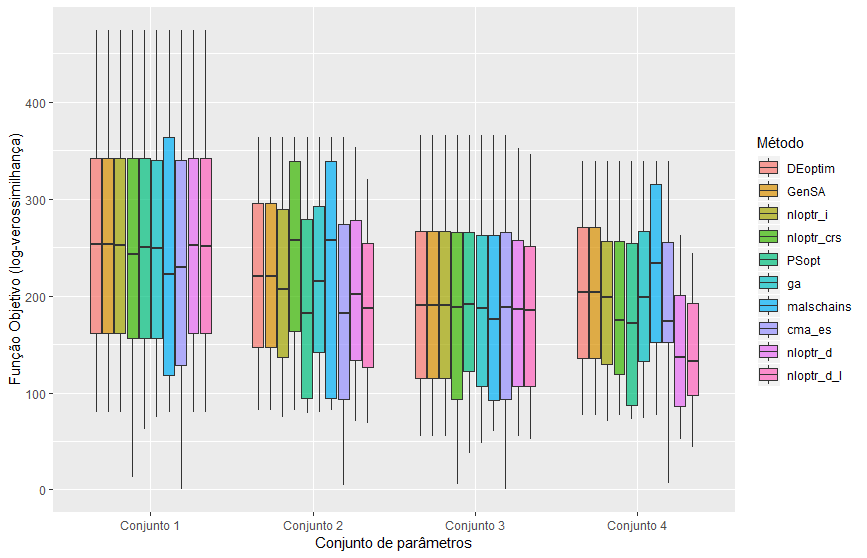 Função Objetivo (log-verossimilhança)
400
300
200
100
0
Conjunto 1
Conjunto 2
Conjunto 3
Conjunto 4
Conjunto de parâmetros
Método
DEoptim
GenSA
nloptr_i
nloptr_crs
PSopt
ga
malschains
cma_es
nloptr_d
nloptr_d_l